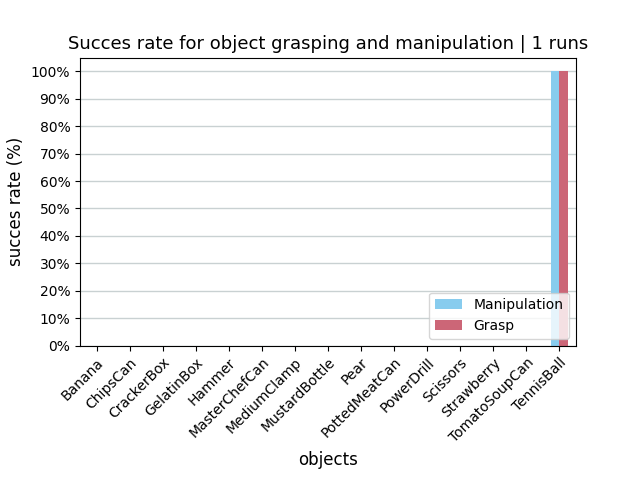 Succes rate for object grasping and manipulation | 1 runs
succes rate (%)
100%
90%
80%
70%
60%
50%
40%
30%
20%
10%
0%
Manipulation
Grasp
Banana
ChipsCan
CrackerBox
GelatinBox
Hammer
MasterChefCan
MediumClamp
MustardBottle
Pear
PottedMeatCan
PowerDrill
Scissors
Strawberry
TomatoSoupCan
TennisBall
objects